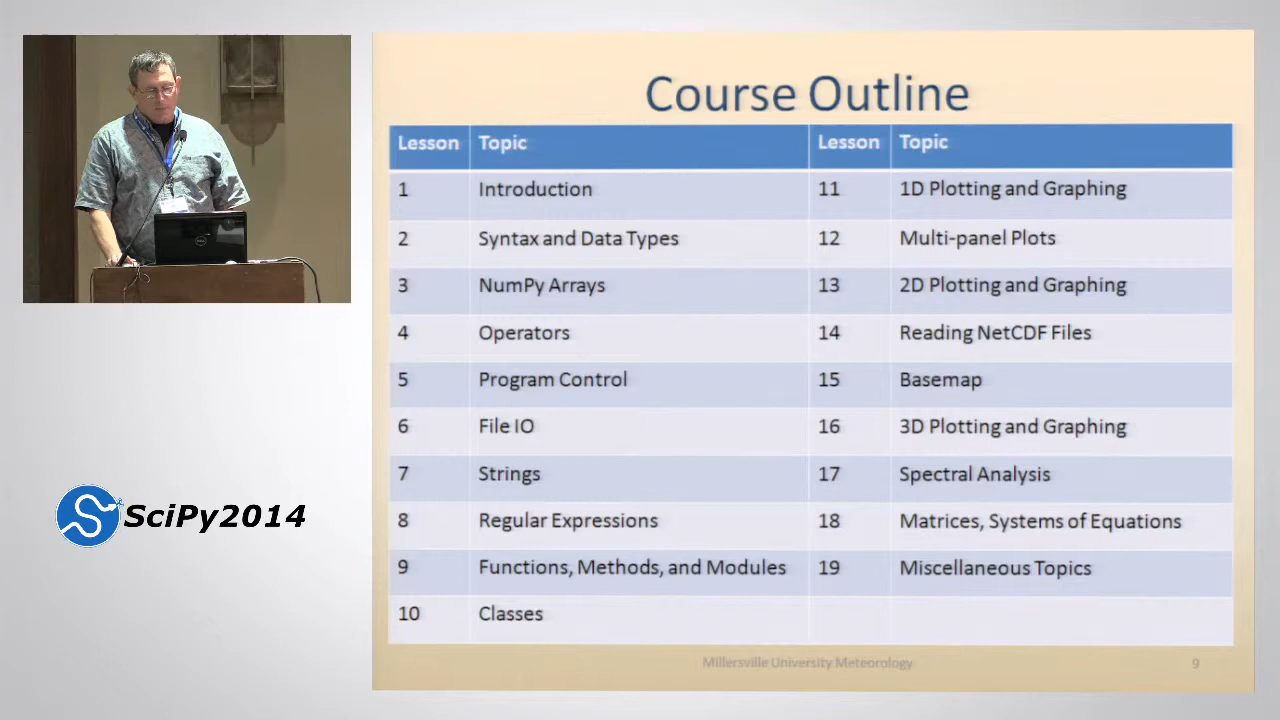 Course Outline
Lesson Topic Lesson Topic
1 Introduction 11 1D Plotting and Graphing
2 Syntax and Data Types 12 Multi-panel Plots
3 NumPy Arrays 13 2D Plotting and Graphing
4 Operators 14 Reading NetCDF Files
5 Program Control 15 Basemap
6 File IO 16 3D Plotting and Graphing
7 Strings 17 Spectral Analysis
8 Regular Expressions 18 Matrices, Systems of Equations
9 Functions, Methods, and Modules 19 Miscellaneous Topics
10 Classes
Millersville University Meteorology 9
SciPy2014